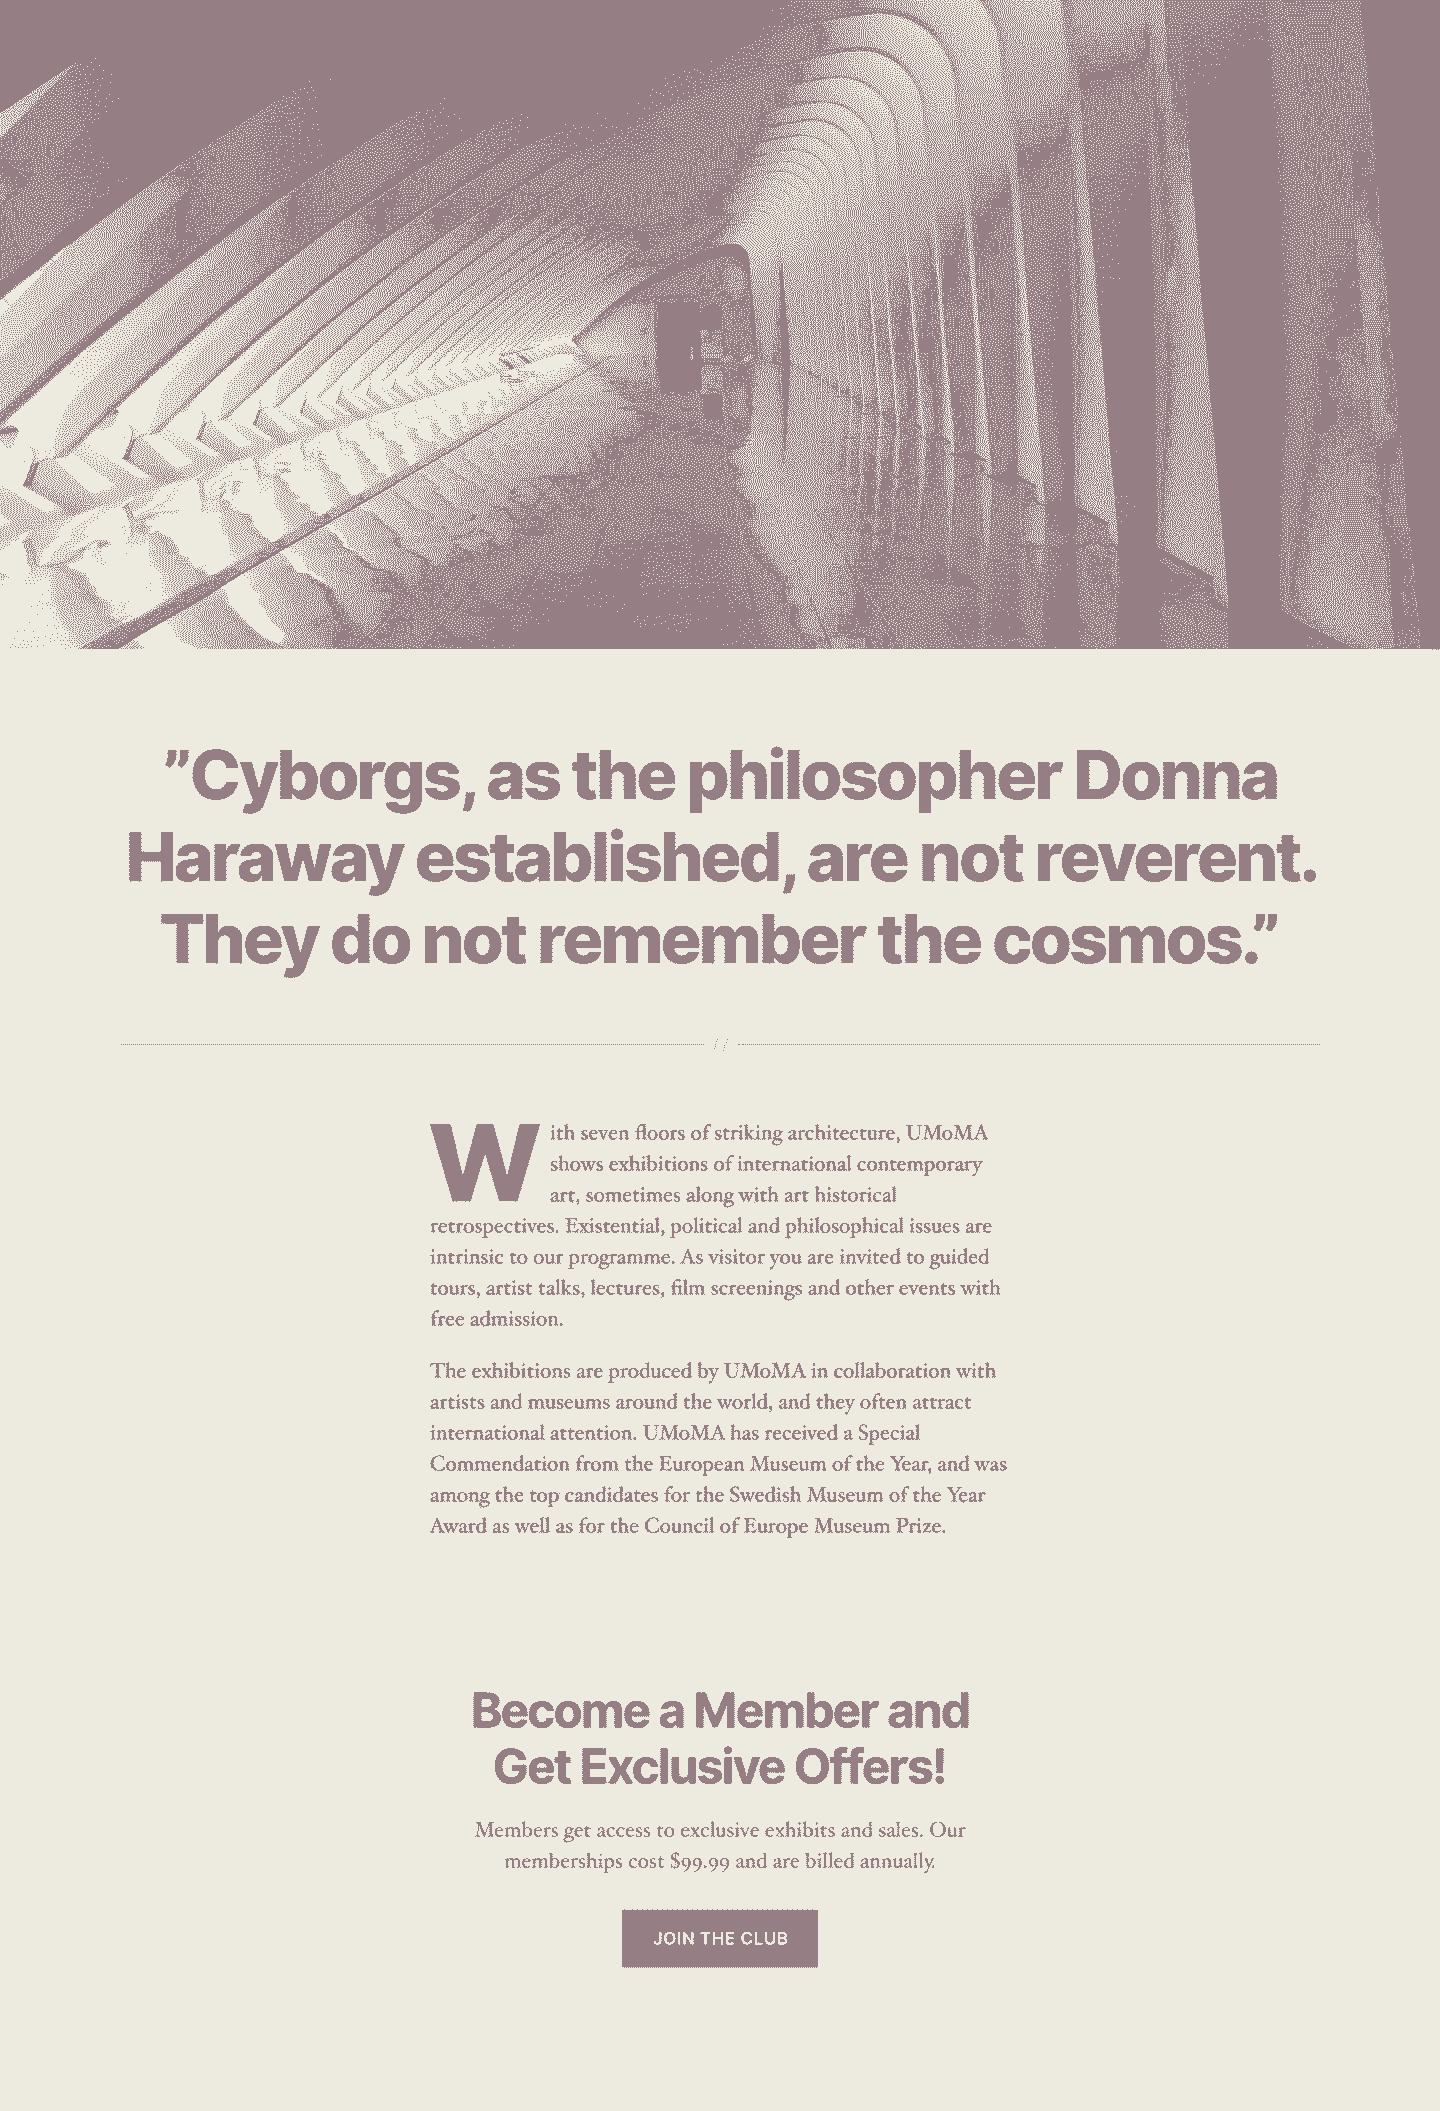 ”Cyborgs, as the philosopher Donna
Haraway established, are not reverent.
They do not remember the cosmos.”
//
With seven floors of striking architecture, UMoMA
shows exhibitions of international contemporary
art, sometimes along with art historical
retrospectives. Existential, political and philosophical issues are
intrinsic to our programme. As visitor you are invited to guided
tours, artist talks, lectures, film screenings and other events with
free admission.
The exhibitions are produced by UMoMA in collaboration with
artists and museums around the world, and they often attract
international attention. UMoMA has received a Special
Commendation from the European Museum of the Year, and was
among the top candidates for the Swedish Museum of the Year
Award as well as for the Council of Europe Museum Prize.
Become a Member and
Get Exclusive Offers!
Members get access to exclusive exhibits and sales. Our
memberships cost $99.99 and are billed annually.
JOIN THE CLUB